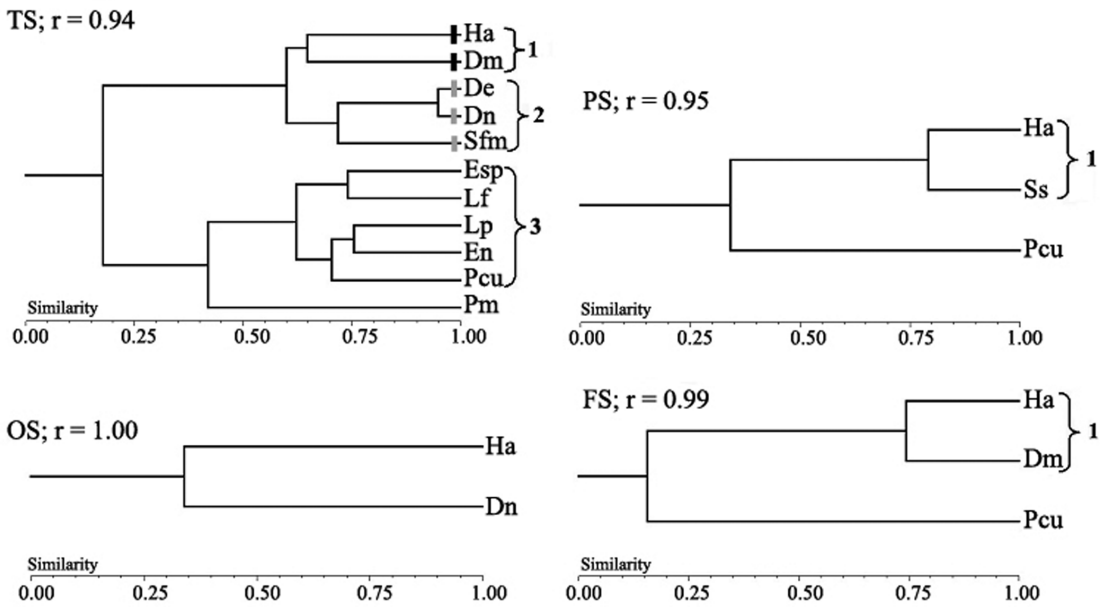 TS; r = 0.94
Ha
Dm
1
De
Dn
Sfm
2
Esp
Lf
Lp
En
Pcu
3
Pm
Similarity
0.00 0.25 0.50 0.75 1.00
PS; r = 0.95
Ha
Ss
1
Pcu
Similarity
0.00 0.25 0.50 0.75 1.00
OS; r = 1.00
Ha
Dn
Similarity
0.00 0.25 0.50 0.75 1.00
FS; r = 0.99
Ha
Dm
1
Pcu
Similarity
0.00 0.25 0.50 0.75 1.00